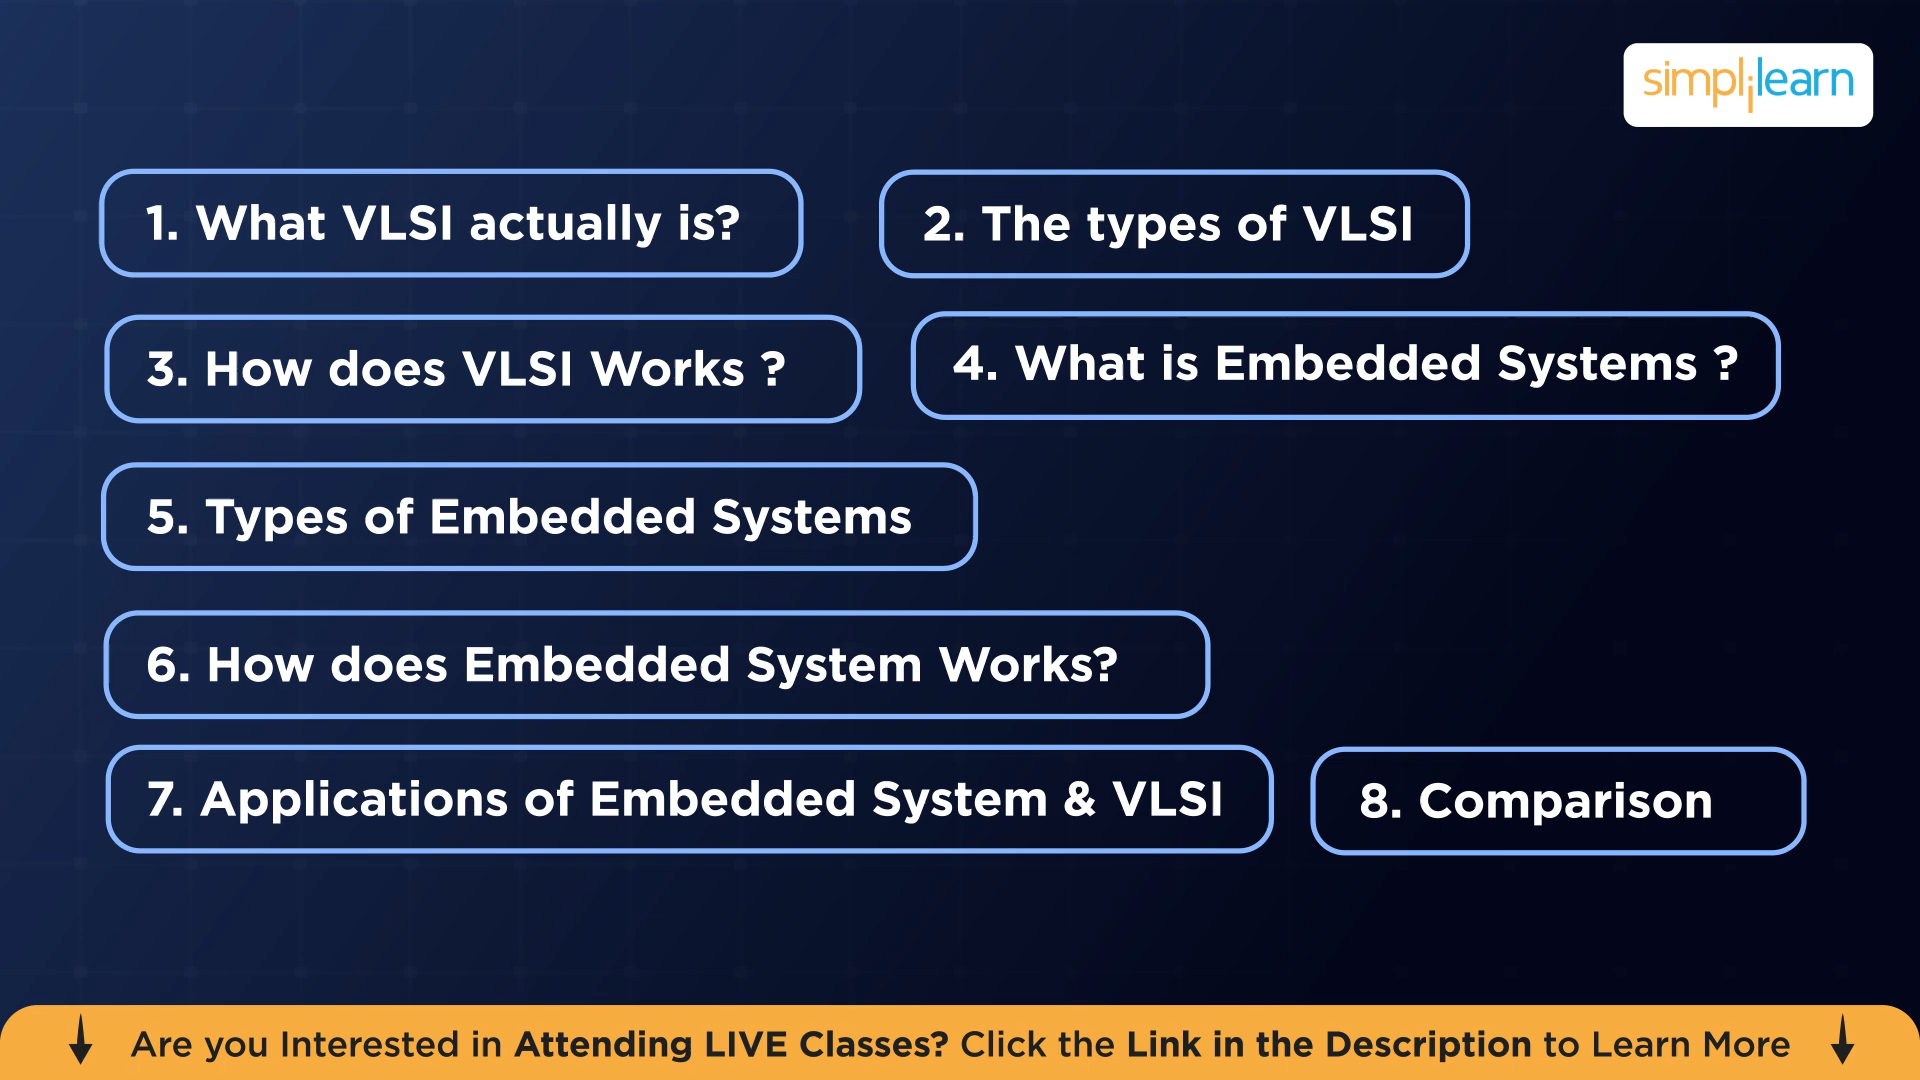 simplilearn
1. What VLSI actually is?
2. The types of VLSI
3. How does VLSI Works ?
4. What is Embedded Systems ?
5. Types of Embedded Systems
6. How does Embedded System Works?
7. Applications of Embedded System & VLSI
8. Comparison
Are you Interested in Attending LIVE Classes? Click the Link in the Description to Learn More